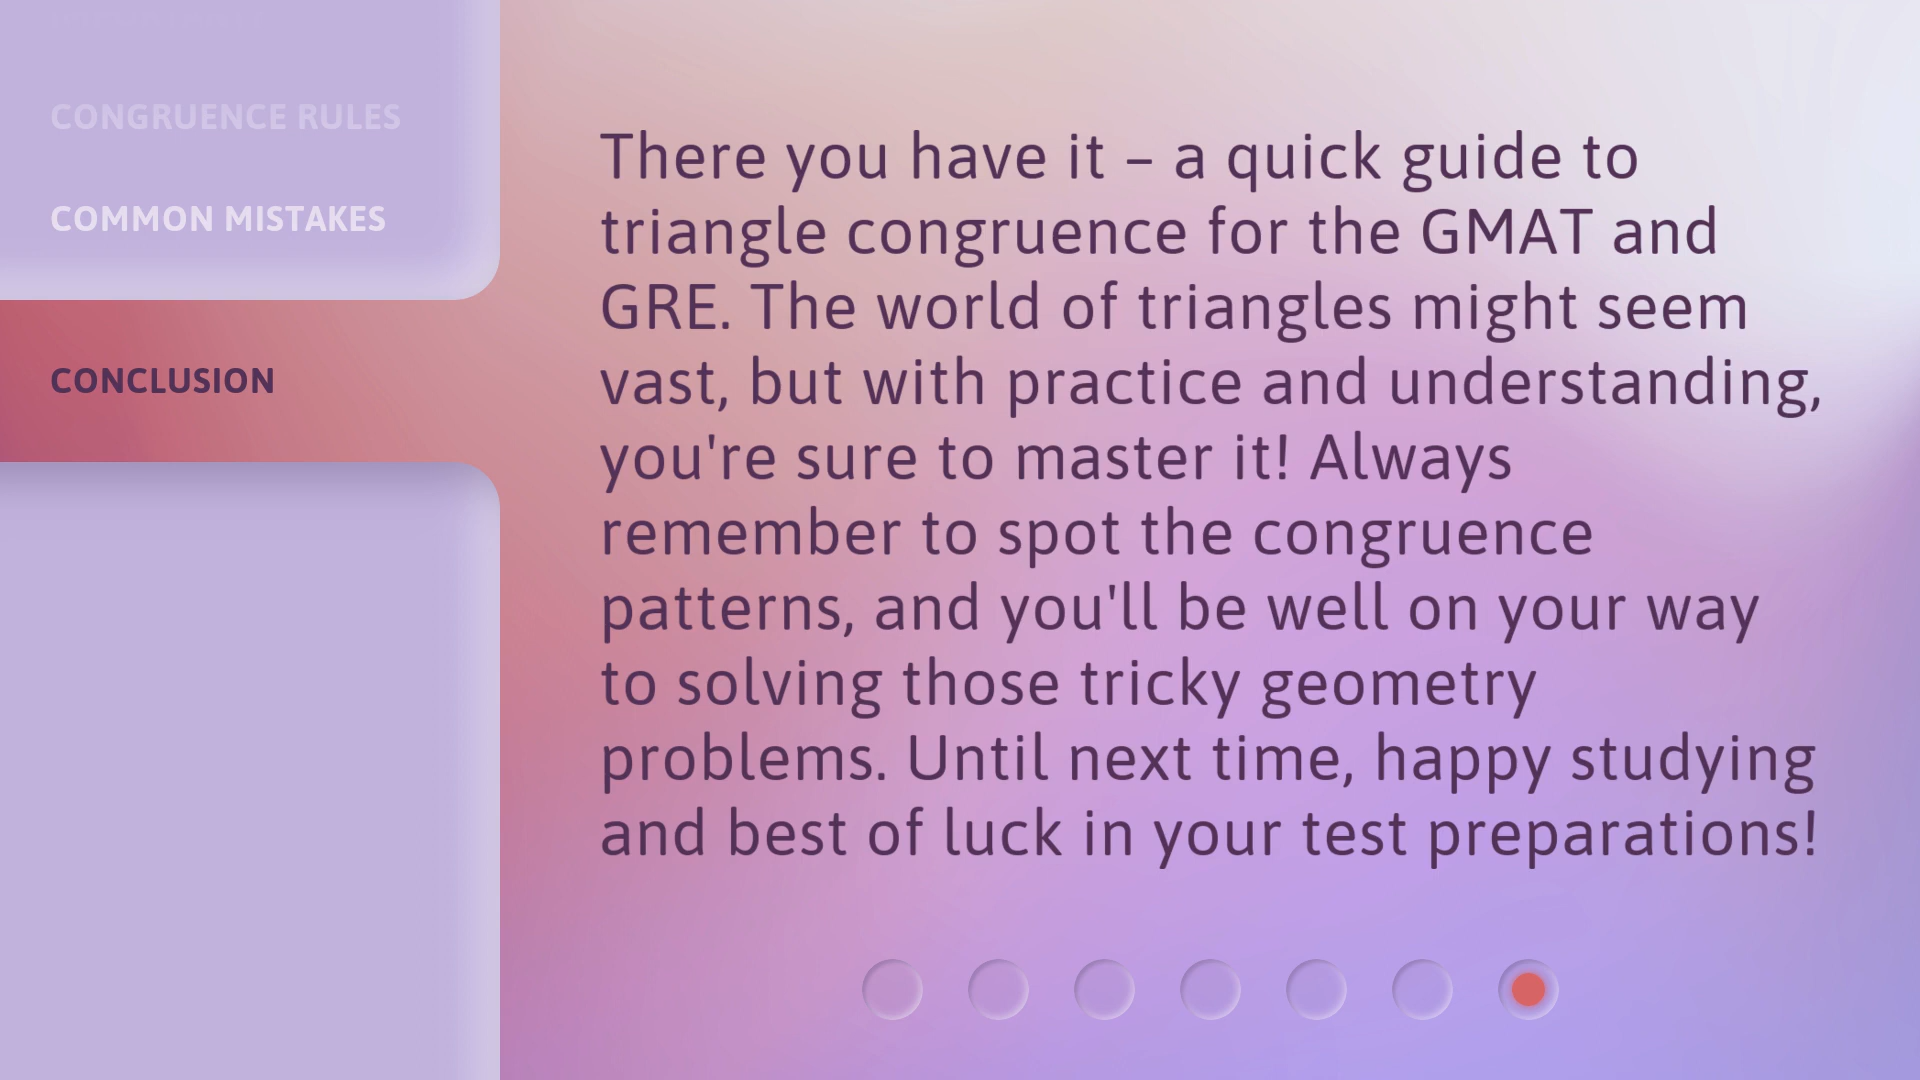 CONGRUENCE RULES
COMMON MISTAKES
CONCLUSION
There you have it – a quick guide to
triangle congruence for the GMAT and
GRE. The world of triangles might seem
vast, but with practice and understanding,
you're sure to master it! Always
remember to spot the congruence
patterns, and you'll be well on your way
to solving those tricky geometry
problems. Until next time, happy studying
and best of luck in your test preparations!